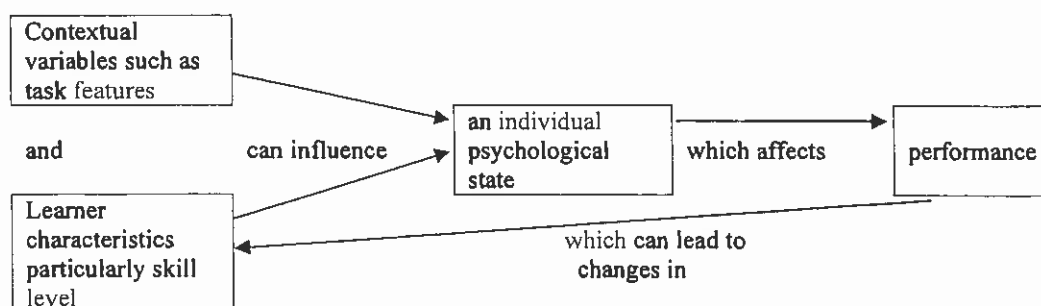 Contextual
variables such as
task features
and
Learner
characteristics
particularly skill
level
can influence
an individual
psychological
state
which affects
performance
which can lead to
changes in